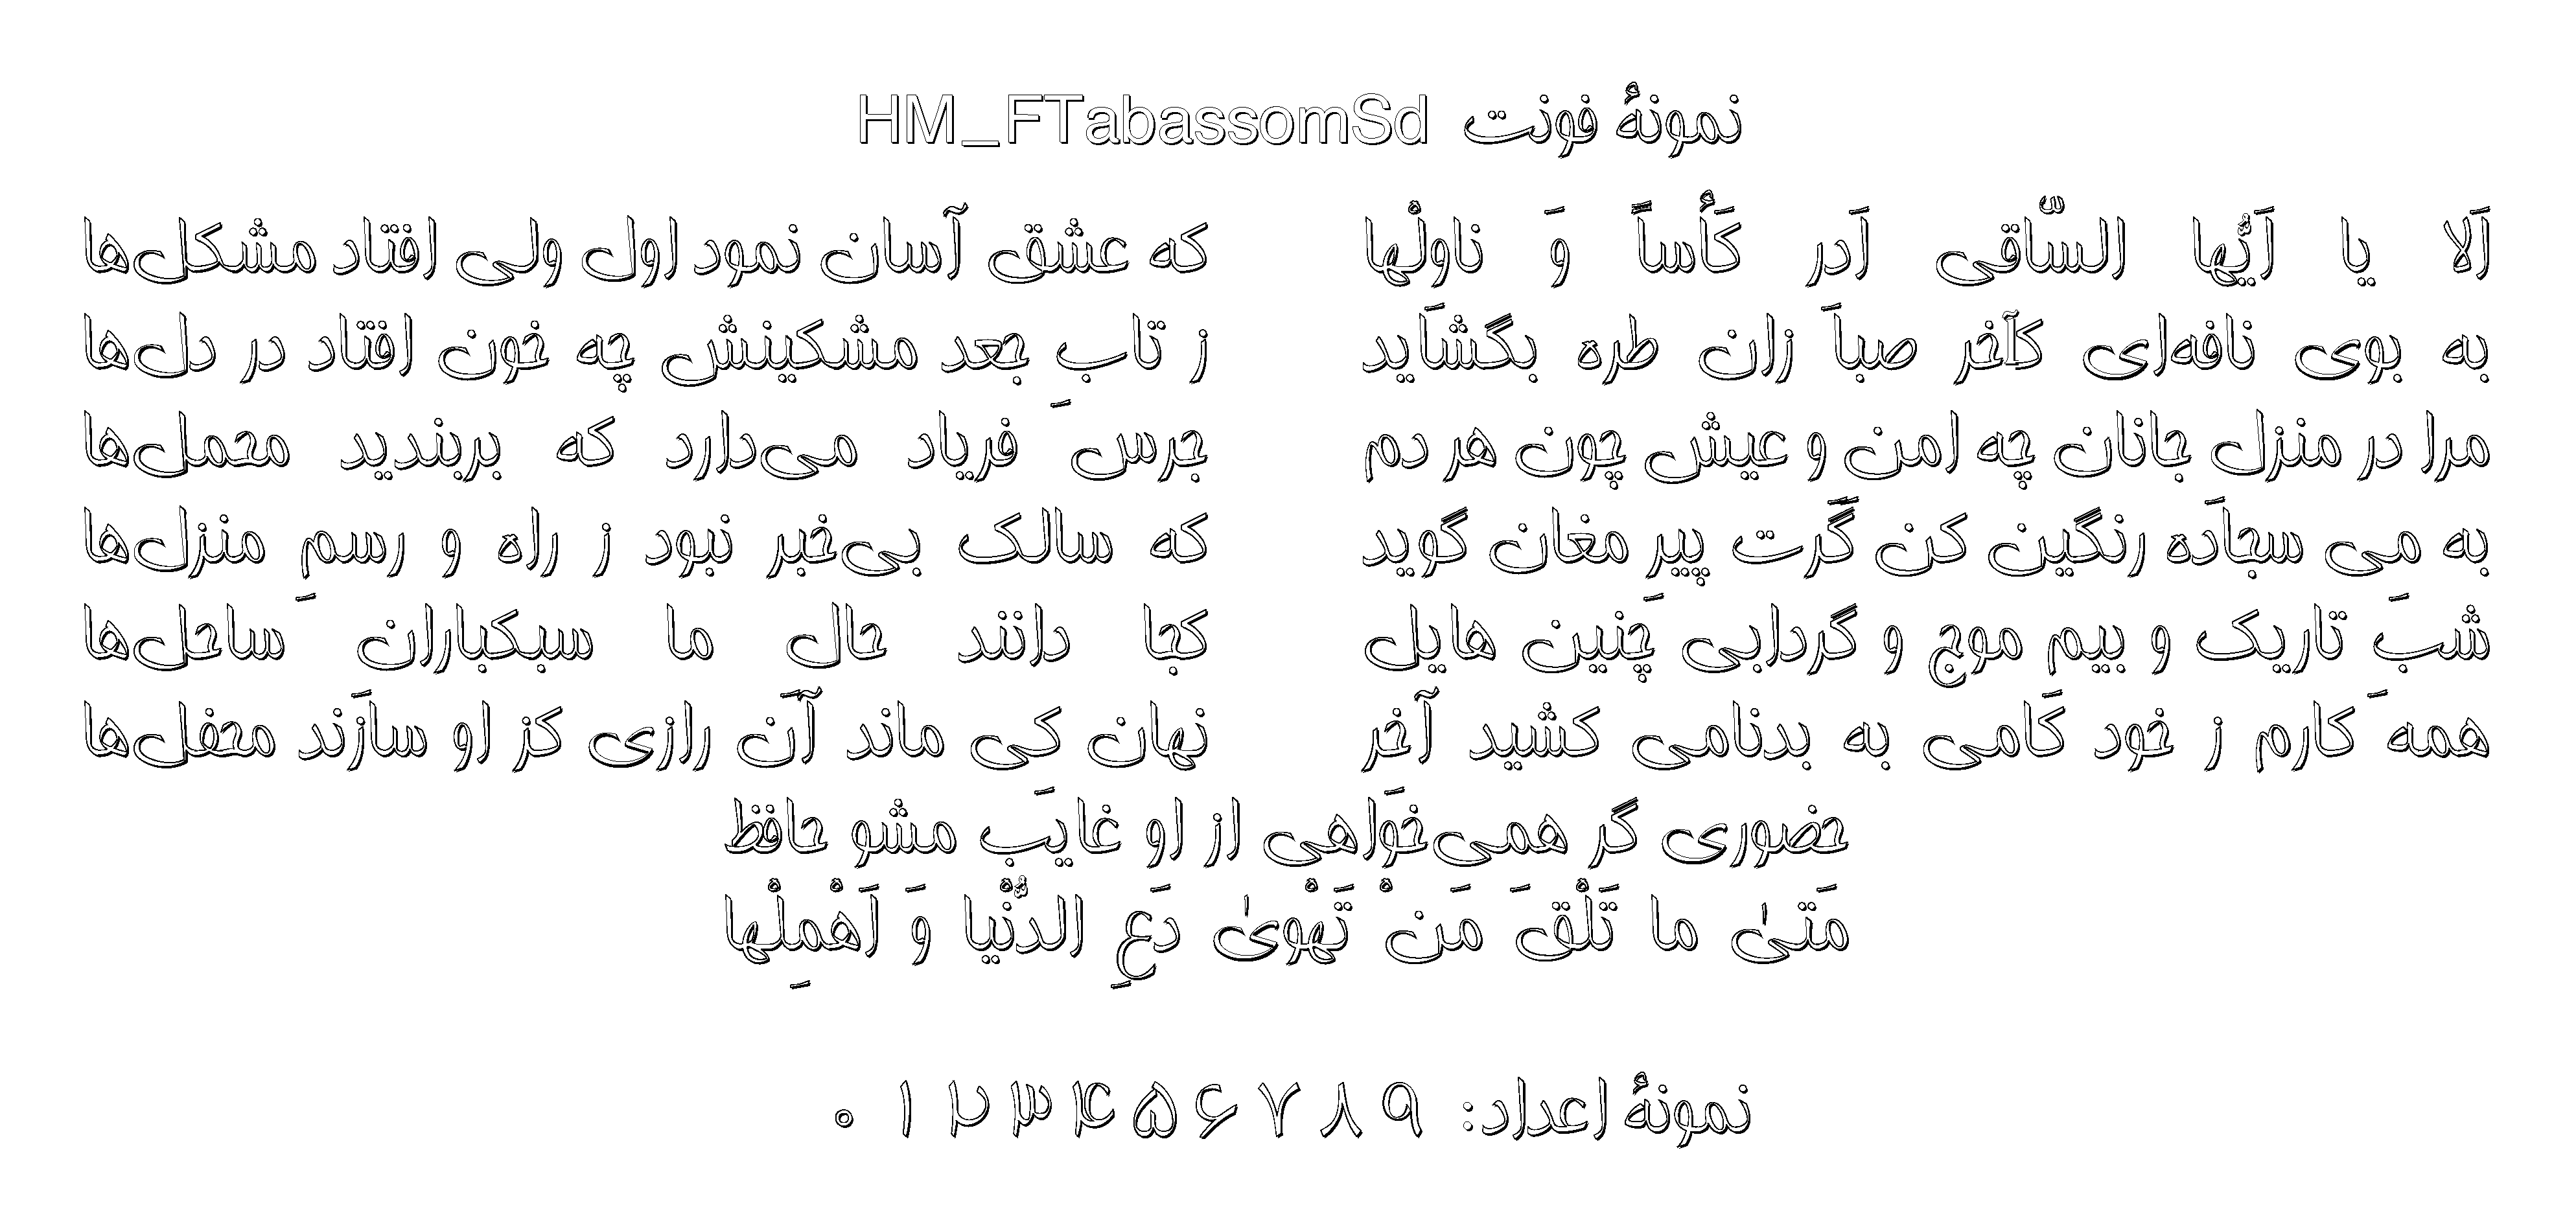 نمونهٔ فونت HM_FTabassomSd
اَلا یا اَیُّها السّاقی اَدر کَأساً وَ ناولْها که عشق آسان نمود اول ولی افتاد مشکل‌ها
به بوی نافه‌ای کآخر صبا زان طره بگشاید ز تابِ جعد مشکینش چه خون افتاد در دل‌ها
مرا در منزل جانان چه امن و عیش چون هر دم جرس فریاد می‌دارد که بربندید محمل‌ها
به می سجاده رنگین کن گرت پیرِ مغان گوید که سالک بی‌خبر نبود ز راه و رسمِ منزل‌ها
شب تاریک و بیم موج و گردابی چنین هایل کجا دانند حال ما سبکباران ساحل‌ها
همه کارم ز خود کامی به بدنامی کشید آخر نهان کی ماند آن رازی کز او سازند محفل‌ها
حضوری گر همی‌خواهی از او غایب مشو حافظ
مَتیٰ ما تَلْقَ مَنْ تَهْویٰ دَعِ الدُّنْیا وَ اَهْمِلْها
نمونهٔ اعداد: ۹ ۸ ۷ ۶ ۵ ۴ ۳ ۲ ۱ ۰